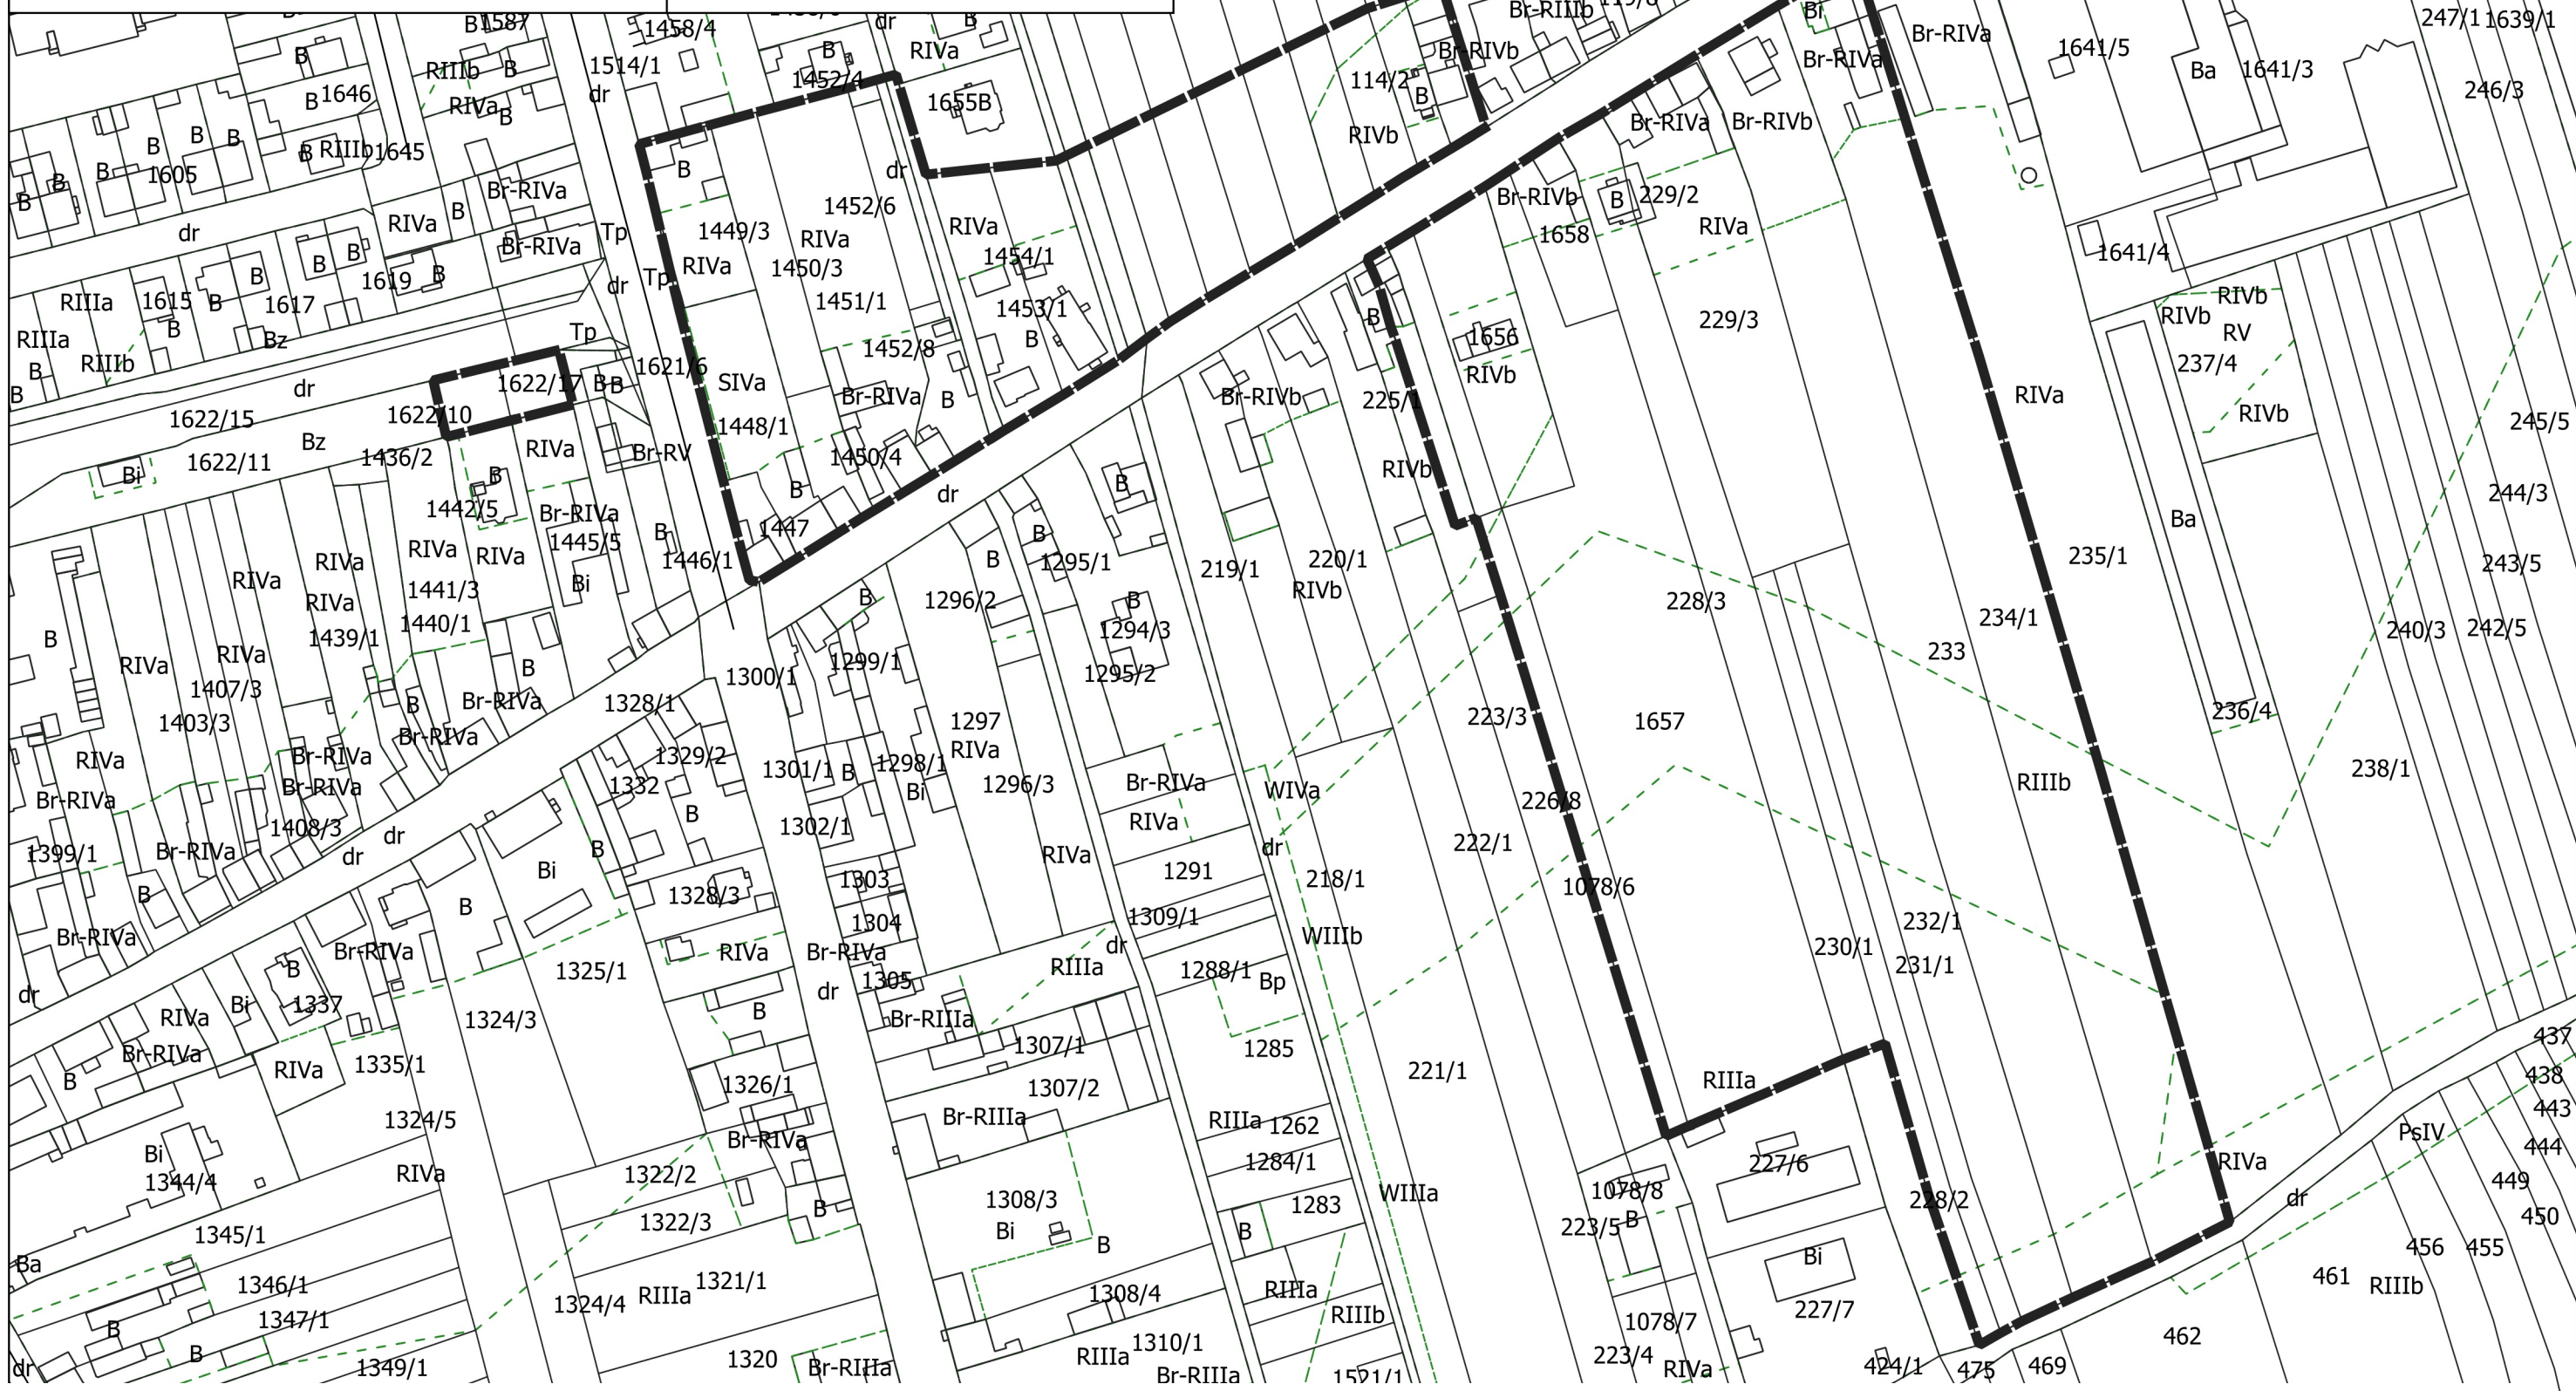 B
1587
1458/4
dr
B
Br-RIIIb
Bi
247/1
1639/1
B
RIIIb
B
1514/1
B
RIVa
Br-RIVb
Br-RIVa
Br-RIVa
1641/5
Ba
1641/3
246/3
B
1646
RIVa
B
dr
1452/4
1655B
114/2
B
RIVb
Br-RIVa
Br-RIVb
B
B
B
B
RIIIb
1645
B
1605
B
B
B
dr
Br-RIVb
B
229/2
RIVa
Br-RIVa
RIVa
B
dr
Br-RIVa
Tp
1449/3
1452/6
RIVa
RIVa
1658
1641/4
B
B
B
1619
B
dr
Tp
RIVa
1450/3
1454/1
RIIIa
1615
B
1617
1451/1
1453/1
B
229/3
RIVb
RIVb
RV
RIIIa
B
Bz
Tp
1452/8
B
1656
237/4
RIIIb
B
dr
1622/17
B
B
1621/6
SIVa
RIVb
B
Br-RIVa
B
Br-RIVb
225/1
RIVa
RIVb
245/5
1622/15
1622/10
Bz
1448/1
1622/11
1436/2
RIVa
Br-RV
1450/4
RIVb
Bi
B
B
dr
B
244/3
1442/5
Br-RIVa
1447
Ba
RIVa
RIVa
RIVa
1445/5
B
1446/1
B
B
1295/1
219/1
220/1
235/1
243/5
RIVa
RIVa
1441/3
Bi
B
1296/2
B
RIVb
228/3
B
1439/1
1440/1
1294/3
234/1
240/3
242/5
RIVa
RIVa
B
1300/1
1299/1
1295/2
233
1407/3
B
Br-RIVa
1328/1
1403/3
Br-RIVa
1297
223/3
1657
236/4
RIVa
Br-RIVa
1329/2
1301/1
B
1298/1
RIVa
Br-RIVa
1332
Bi
1296/3
Br-RIVa
WIVa
226/8
RIIIb
238/1
Br-RIVa
1408/3
dr
B
1302/1
RIVa
1399/1
Br-RIVa
dr
B
RIVa
dr
222/1
B
Bi
1328/3
1303
1291
218/1
1078/6
B
1304
1309/1
Br-RIVa
Br-RIVa
RIVa
Br-RIVa
dr
WIIIb
230/1
232/1
B
1325/1
1305
RIIIa
1288/1
Bp
231/1
dr
Bi
1337
dr
RIVa
B
Br-RIIIa
Br-RIVa
1324/3
1307/1
1285
437
B
RIVa
1335/1
1326/1
1307/2
221/1
RIIIa
438
1324/5
Br-RIIIa
RIIIa
1262
443
Bi
Br-RIVa
PsIV
444
1344/4
RIVa
1322/2
1284/1
227/6
RIVa
449
B
1308/3
1283
WIIIa
1078/8
228/2
dr
450
1345/1
1322/3
Bi
B
B
223/5
B
Bi
456
455
Ba
1346/1
1324/4
RIIIa
1321/1
1308/4
RIIIa
461
RIIIb
B
1347/1
RIIIb
1078/7
227/7
dr
B
1349/1
1320
Br-RIIIa
RIIIa
1310/1
Br-RIIIa
1521/1
223/4
RIVa
424/1
475
469
462